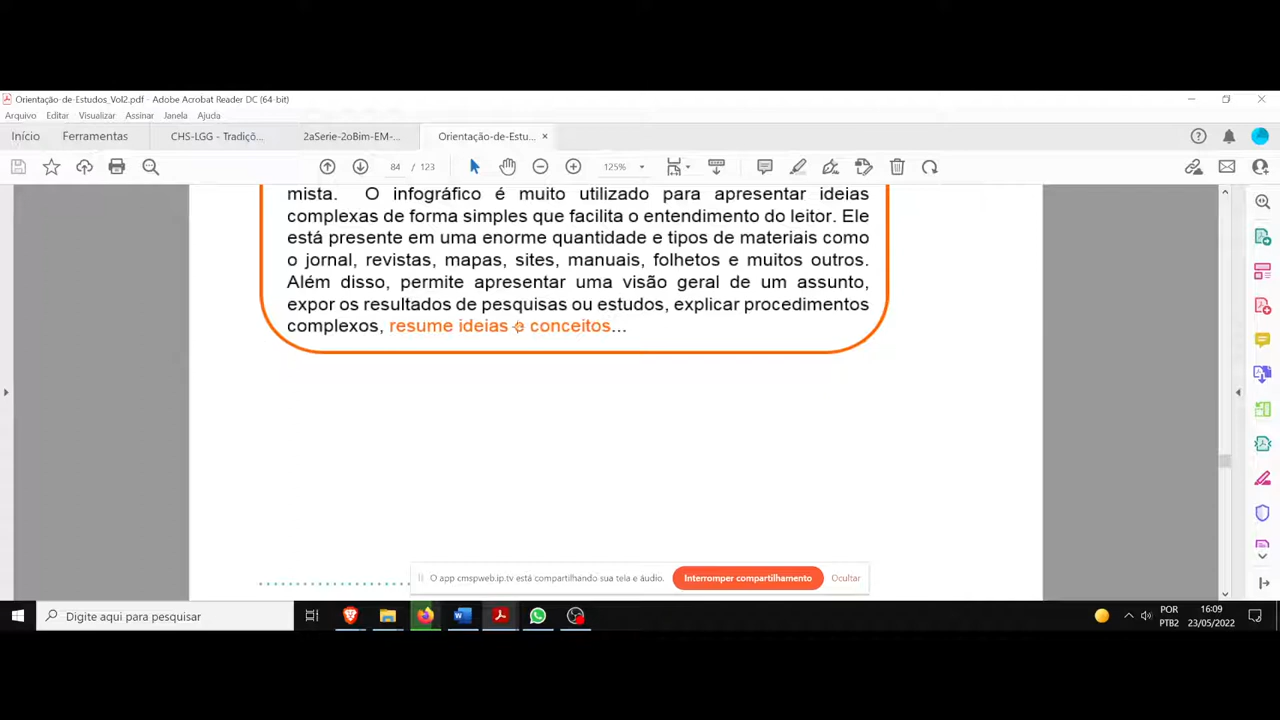 Orientação-de-Estudos_Vol2.pdf - Adobe Acrobat Reader DC (64-bit)
Arquivo Editar Visualizar Assinar Janela Ajuda
Início Ferramentas CHS-LGG - Tradiçõ... 2aSerie-2oBim-EM-... Orientação-de-Estu... ×
84 / 123 125%
mista. O infográfico é muito utilizado para apresentar ideias
complexas de forma simples que facilita o entendimento do leitor. Ele
está presente em uma enorme quantidade e tipos de materiais como
o jornal, revistas, mapas, sites, manuais, folhetos e muitos outros.
Além disso, permite apresentar uma visão geral de um assunto,
expor os resultados de pesquisas ou estudos, explicar procedimentos
complexos, resume ideias e conceitos...
O app cmspweb.ip.tv está compartilhando sua tela e áudio. Interromper compartilhamento Ocultar
Digite aqui para pesquisar
POR
PTB2
16:09
23/05/2022